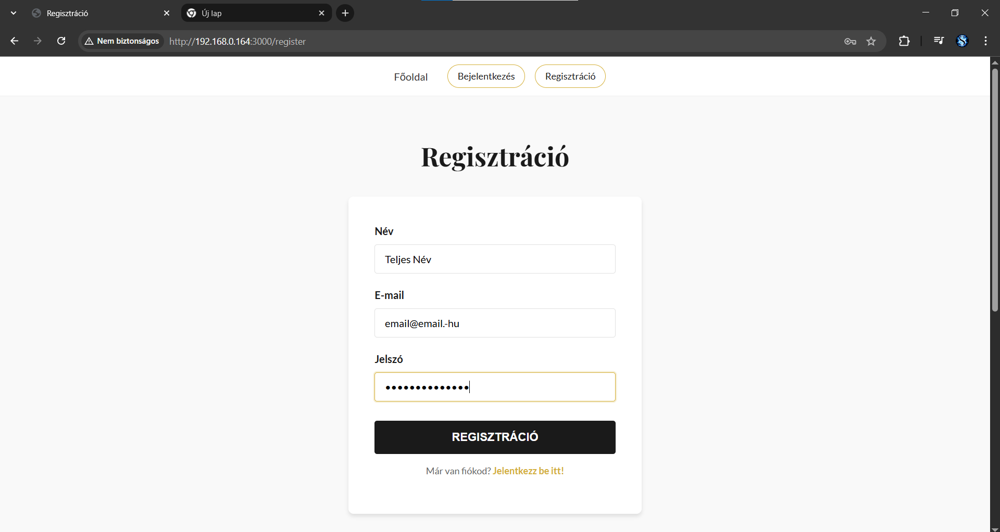 Regisztráció
Új lap
Nem biztonságos
http://192.168.0.164:3000/register
Főoldal
Bejelentkezés
Regisztráció
Regisztráció
Név
Teljes Név
E-mail
email@email.-hu
Jelszó
••••••••••••••
REGISZTRÁCIÓ
Már van fiókod? Jelentkezz be itt!